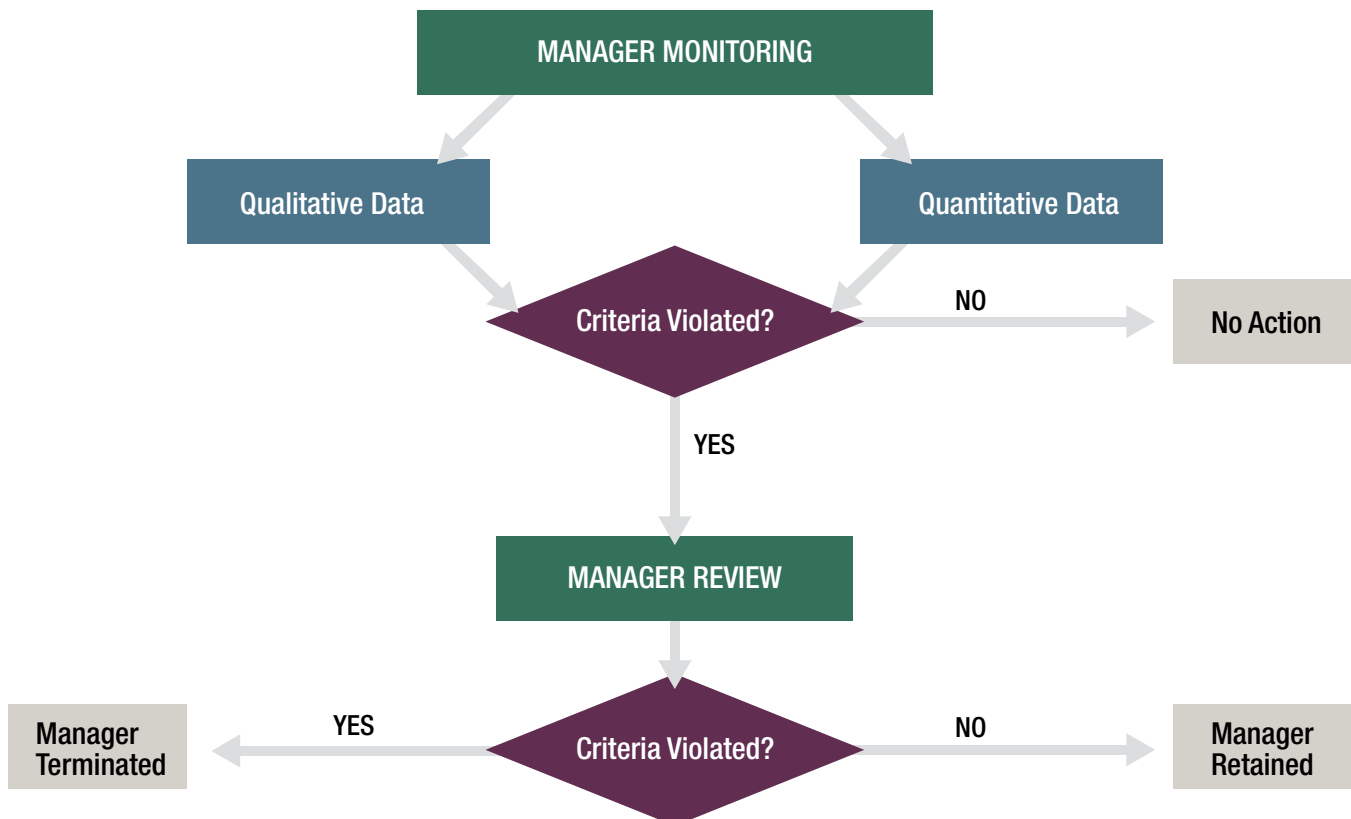 MANAGER MONITORING
Qualitative Data
Quantitative Data
Criteria Violated?
NO
No Action
YES
MANAGER REVIEW
Manager
Terminated
YES
Criteria Violated?
NO
Manager
Retained